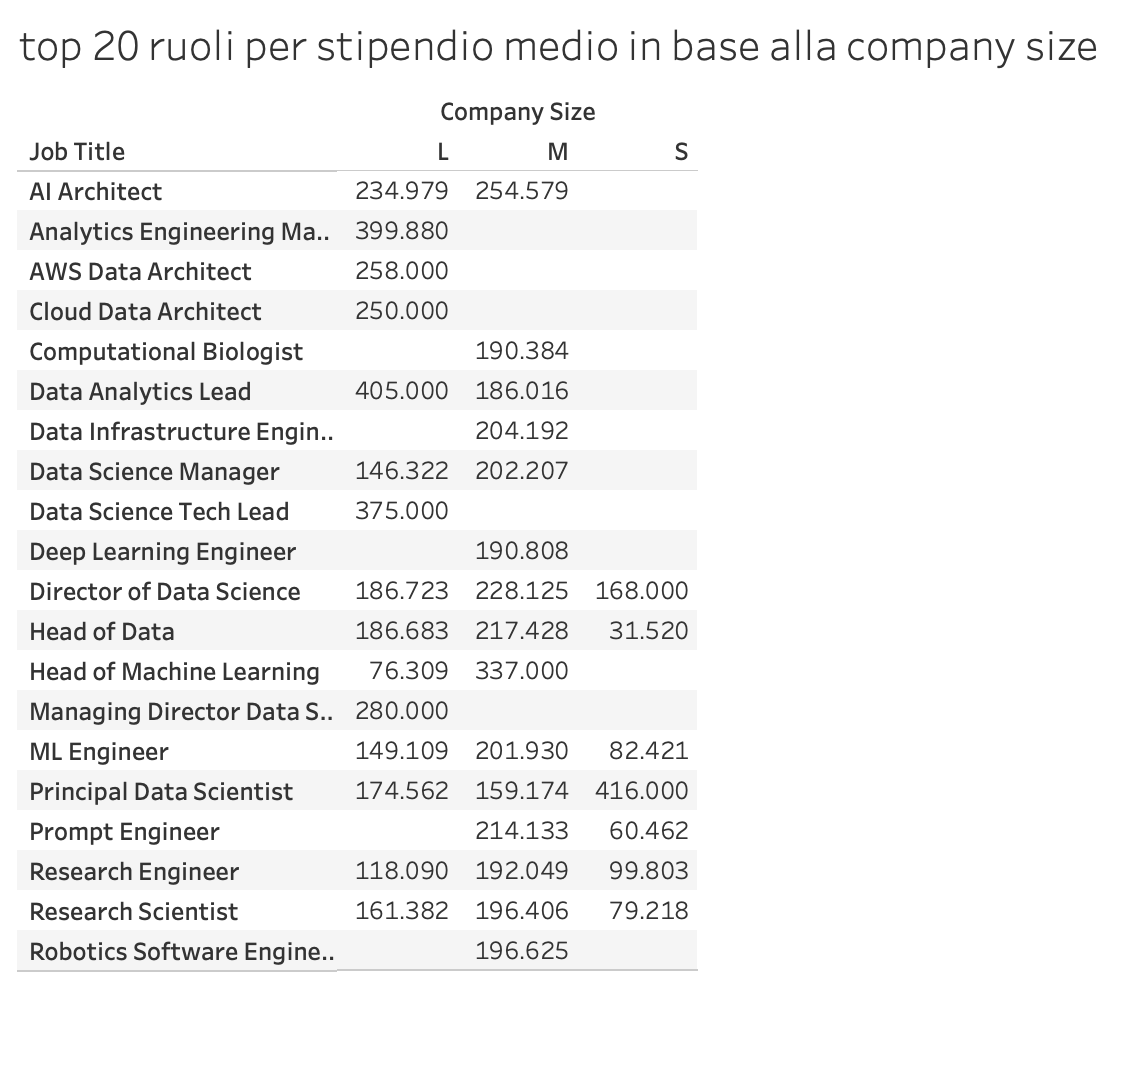 top 20 ruoli per stipendio medio in base alla company size
Company Size
Job Title L M S
AI Architect 234.979 254.579
Analytics Engineering Ma.. 399.880
AWS Data Architect 258.000
Cloud Data Architect 250.000
Computational Biologist 190.384
Data Analytics Lead 405.000 186.016
Data Infrastructure Engin.. 204.192
Data Science Manager 146.322 202.207
Data Science Tech Lead 375.000
Deep Learning Engineer 190.808
Director of Data Science 186.723 228.125 168.000
Head of Data 186.683 217.428 31.520
Head of Machine Learning 76.309 337.000
Managing Director Data S.. 280.000
ML Engineer 149.109 201.930 82.421
Principal Data Scientist 174.562 159.174 416.000
Prompt Engineer 214.133 60.462
Research Engineer 118.090 192.049 99.803
Research Scientist 161.382 196.406 79.218
Robotics Software Engine.. 196.625